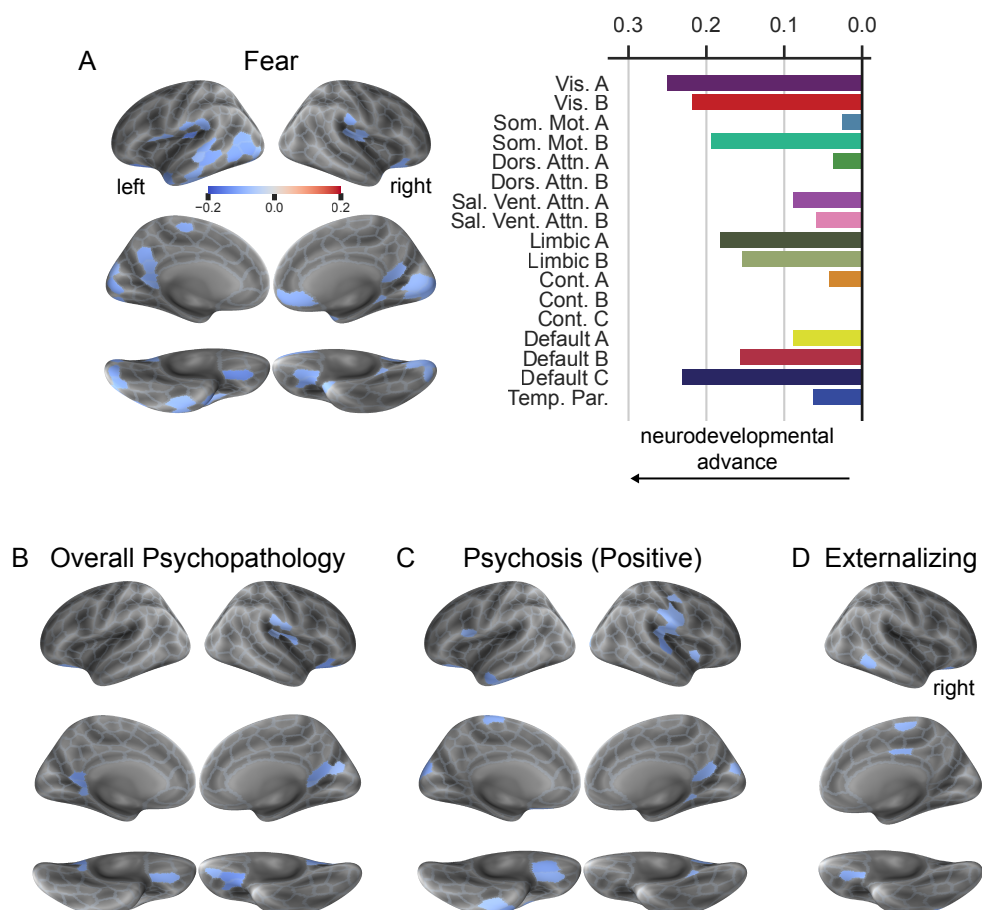 A Fear
left
right
−0.2 0.0 0.2
0.3 0.2 0.1 0.0
Vis. A
Vis. B
Som. Mot. A
Som. Mot. B
Dors. Attn. A
Dors. Attn. B
Sal. Vent. Attn. A
Sal. Vent. Attn. B
Limbic A
Limbic B
Cont. A
Cont. B
Cont. C
Default A
Default B
Default C
Temp. Par.
neurodevelopmental
advance
B Overall Psychopathology
C Psychosis (Positive)
D Externalizing
right